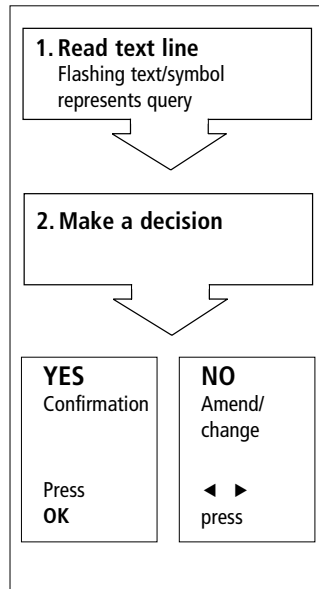 1. Read text line
Flashing text/symbol
represents query
2. Make a decision
YES
Confirmation
Press
OK
NO
Amend/
change
◄ ►
press